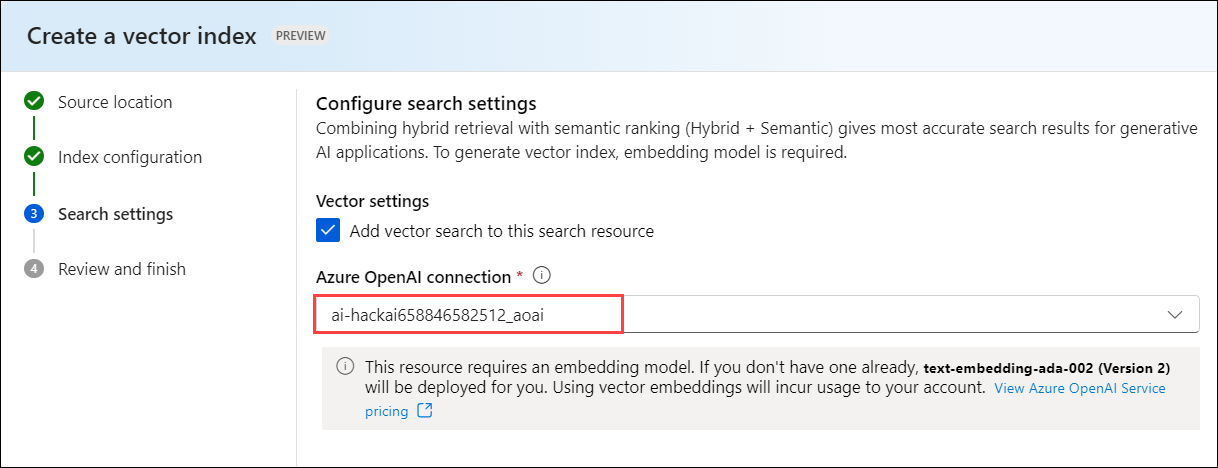 Create a vector index PREVIEW
Source location
Index configuration
3 Search settings
4 Review and finish
Configure search settings
Combining hybrid retrieval with semantic ranking (Hybrid + Semantic) gives most accurate search results for generative
AI applications. To generate vector index, embedding model is required.
Vector settings
Add vector search to this search resource
Azure OpenAI connection *
ai-hackai658846582512_aoai
This resource requires an embedding model. If you don't have one already, text-embedding-ada-002 (Version 2)
will be deployed for you. Using vector embeddings will incur usage to your account. View Azure OpenAI Service
pricing